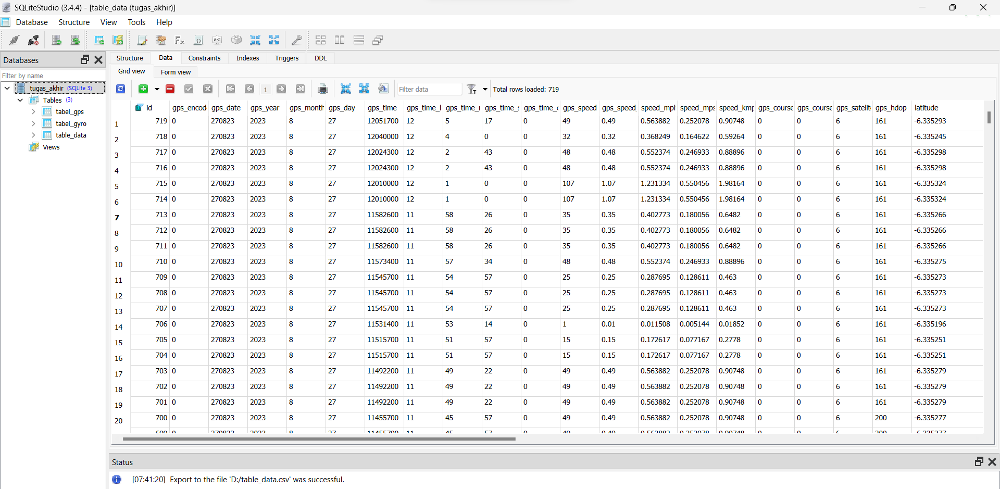 SQLiteStudio (3.4.4) - [table_data (tugas_akhir)]
Database Structure View Tools Help
Databases
Filter by name
tugas_akhir (SQLite 3)
Tables (3)
tabel_gps
tabel_gyro
table_data
Views
Structure Data Constraints Indexes Triggers DDL
Grid view Form view
1 Filter data Total rows loaded: 719
id gps_encod gps_date gps_year gps_month gps_day gps_time gps_time_h gps_time_r gps_time_s gps_time_c gps_speed gps_speed_ speed_mph speed_mps speed_kmp gps_course gps_course gps_satelit gps_hdop latitude
1 719 0 270823 2023 8 27 12051700 12 5 17 0 49 0.49 0.563882 0.252078 0.90748 0 0 6 161 -6.335293
2 718 0 270823 2023 8 27 12040000 12 4 0 0 32 0.32 0.368249 0.164622 0.59264 0 0 6 161 -6.335245
3 717 0 270823 2023 8 27 12024300 12 2 43 0 48 0.48 0.552374 0.246933 0.88896 0 0 6 161 -6.335298
4 716 0 270823 2023 8 27 12024300 12 2 43 0 48 0.48 0.552374 0.246933 0.88896 0 0 6 161 -6.335298
5 715 0 270823 2023 8 27 12010000 12 1 0 0 107 1.07 1.231334 0.550456 1.98164 0 0 6 161 -6.335324
6 714 0 270823 2023 8 27 12010000 12 1 0 0 107 1.07 1.231334 0.550456 1.98164 0 0 6 161 -6.335324
7 713 0 270823 2023 8 27 11582600 11 58 26 0 35 0.35 0.402773 0.180056 0.6482 0 0 6 161 -6.335266
8 712 0 270823 2023 8 27 11582600 11 58 26 0 35 0.35 0.402773 0.180056 0.6482 0 0 6 161 -6.335266
9 711 0 270823 2023 8 27 11582600 11 58 26 0 35 0.35 0.402773 0.180056 0.6482 0 0 6 161 -6.335266
10 710 0 270823 2023 8 27 11573400 11 57 34 0 48 0.48 0.552374 0.246933 0.88896 0 0 6 161 -6.335275
11 709 0 270823 2023 8 27 11545700 11 54 57 0 25 0.25 0.287695 0.128611 0.463 0 0 6 161 -6.335273
12 708 0 270823 2023 8 27 11545700 11 54 57 0 25 0.25 0.287695 0.128611 0.463 0 0 6 161 -6.335273
13 707 0 270823 2023 8 27 11545700 11 54 57 0 25 0.25 0.287695 0.128611 0.463 0 0 6 161 -6.335273
14 706 0 270823 2023 8 27 11531400 11 53 14 0 1 0.01 0.011508 0.005144 0.01852 0 0 6 161 -6.335196
15 705 0 270823 2023 8 27 11515700 11 51 57 0 15 0.15 0.172617 0.077167 0.2778 0 0 6 161 -6.335251
16 704 0 270823 2023 8 27 11515700 11 51 57 0 15 0.15 0.172617 0.077167 0.2778 0 0 6 161 -6.335251
17 703 0 270823 2023 8 27 11492200 11 49 22 0 49 0.49 0.563882 0.252078 0.90748 0 0 6 161 -6.335279
18 702 0 270823 2023 8 27 11492200 11 49 22 0 49 0.49 0.563882 0.252078 0.90748 0 0 6 161 -6.335279
19 701 0 270823 2023 8 27 11492200 11 49 22 0 49 0.49 0.563882 0.252078 0.90748 0 0 6 161 -6.335279
20 700 0 270823 2023 8 27 11455700 11 45 57 0 49 0.49 0.563882 0.252078 0.90748 0 0 6 200 -6.335277
699 0 270823 2023 8 27 11455700 11 45 57 0 49 0.49 0.563882 0.252078 0.90748 0 0 6 200 -6.335277
Status
[07:41:20] Export to the file 'D:/table_data.csv' was successful.